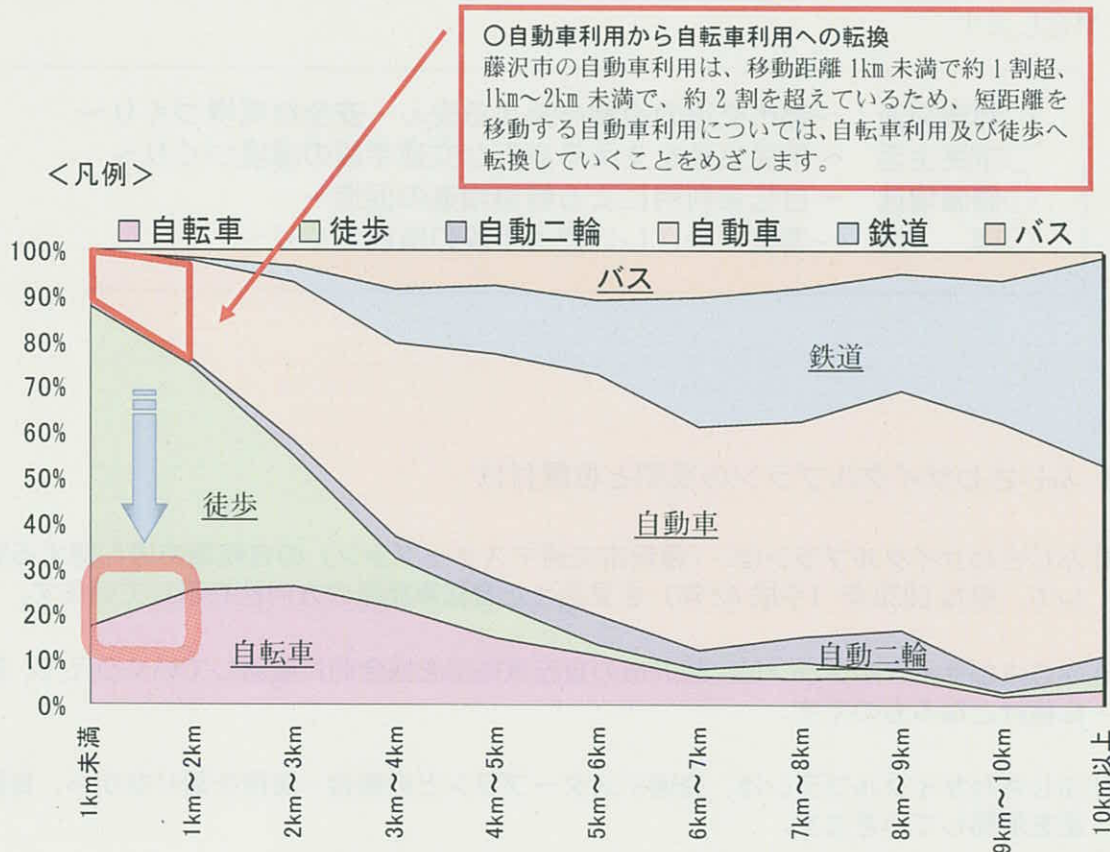 ○自動車利用から自転車利用への転換
藤沢市の自動車利用は、移動距離 1km 未満で約 1 割超、
1km～2km 未満で、約 2 割を超えているため、短距離を
移動する自動車利用については、自転車利用及び徒歩へ
転換していくことをめざします。
＜凡例＞
自転車 徒歩 自動二輪 自動車 鉄道 バス
100%
90%
80%
70%
60%
50%
40%
30%
20%
10%
0%
バス
鉄道
自動車
徒歩
自転車
自動二輪
1km未満
1km～2km
2km～3km
3km～4km
4km～5km
5km～6km
6km～7km
7km～8km
8km～9km
9km～10km
10km以上